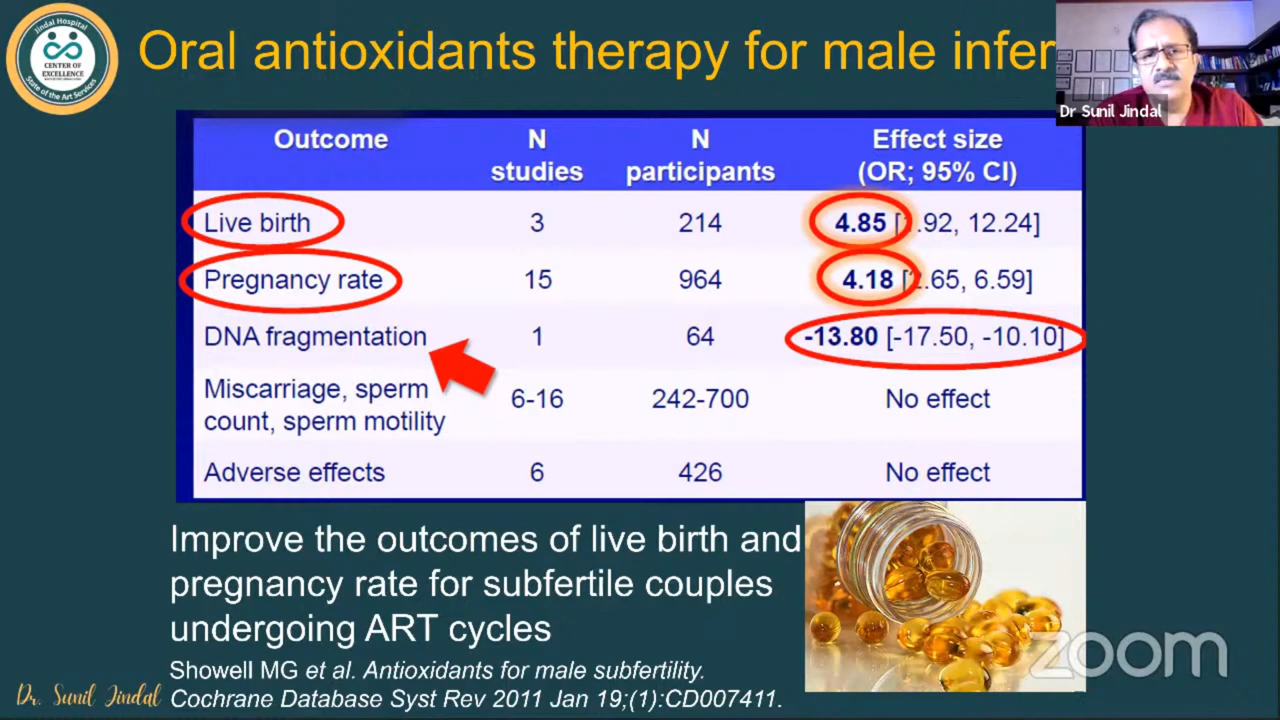 Jindal Hospital
CENTER OF
EXCELLENCE
State of the Art Services
Oral antioxidants therapy for male infer
Dr Sunil Jindal
Outcome N studies N participants Effect size (OR; 95% CI)
Live birth 3 214 4.85 [ .92, 12.24]
Pregnancy rate 15 964 4.18 [ .65, 6.59]
DNA fragmentation 1 64 -13.80 [-17.50, -10.10]
Miscarriage, sperm count, sperm motility 6-16 242-700 No effect
Adverse effects 6 426 No effect
Improve the outcomes of live birth and
pregnancy rate for subfertile couples
undergoing ART cycles
Showell MG et al. Antioxidants for male subfertility.
Cochrane Database Syst Rev 2011 Jan 19;(1):CD007411.
Dr. Sunil Jindal
zoom